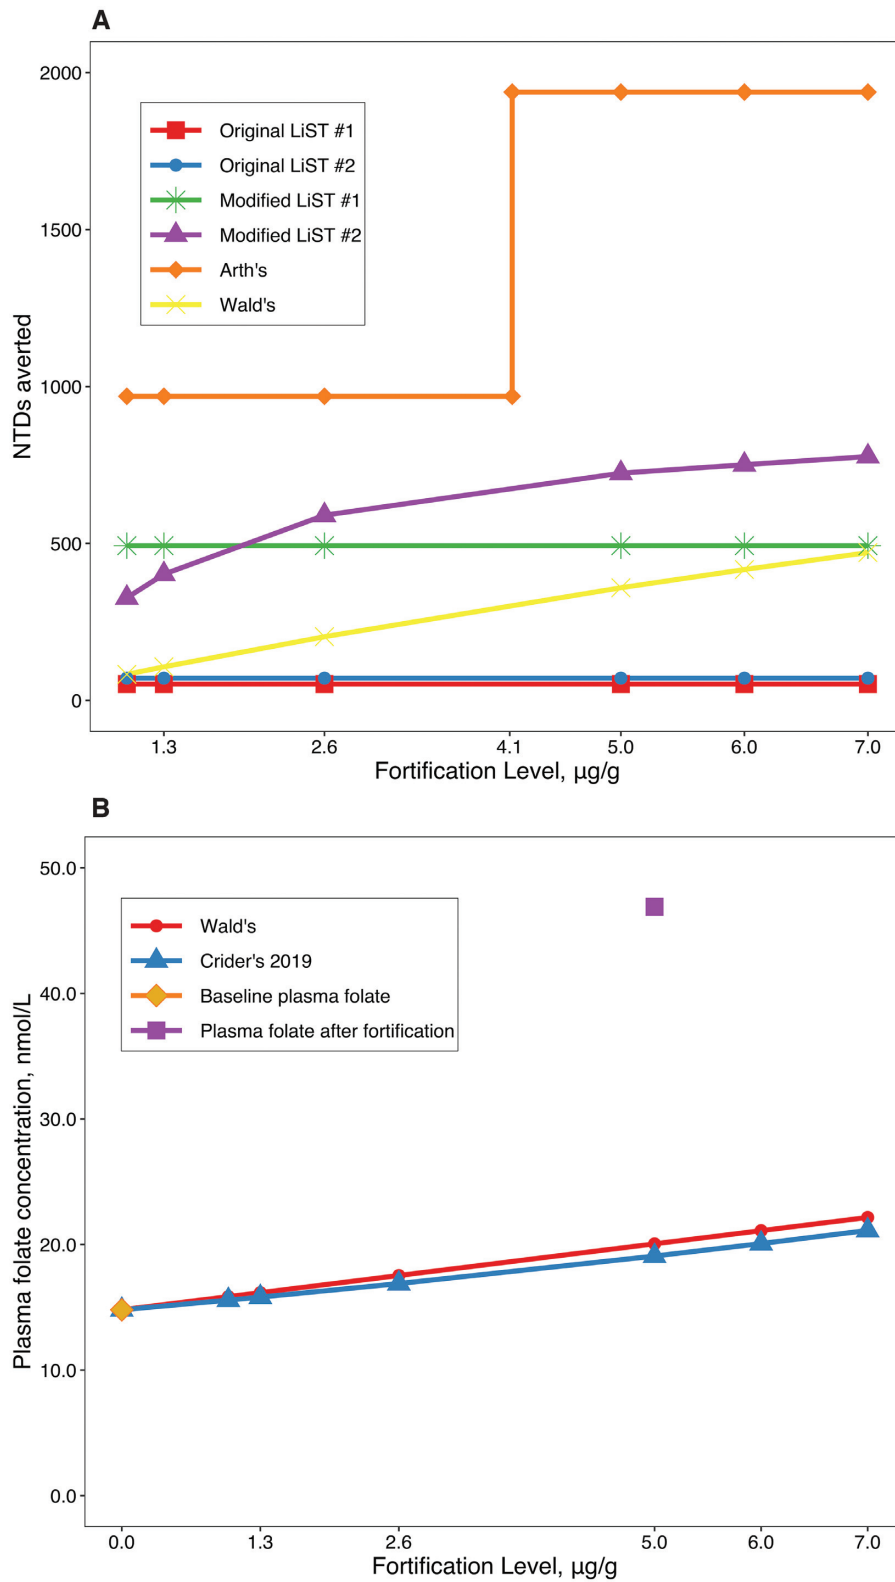 A
2000
1500
1000
500
0
NTDs averted
Original LiST #1
Original LiST #2
Modified LiST #1
Modified LiST #2
Arth's
Wald's
1.3 2.6 4.1 5.0 6.0 7.0
Fortification Level, μg/g
B
50.0
40.0
30.0
20.0
10.0
0.0
Plasma folate concentration, nmol/L
Wald's
Crider's 2019
Baseline plasma folate
Plasma folate after fortification
0.0 1.3 2.6 5.0 6.0 7.0
Fortification Level, μg/g